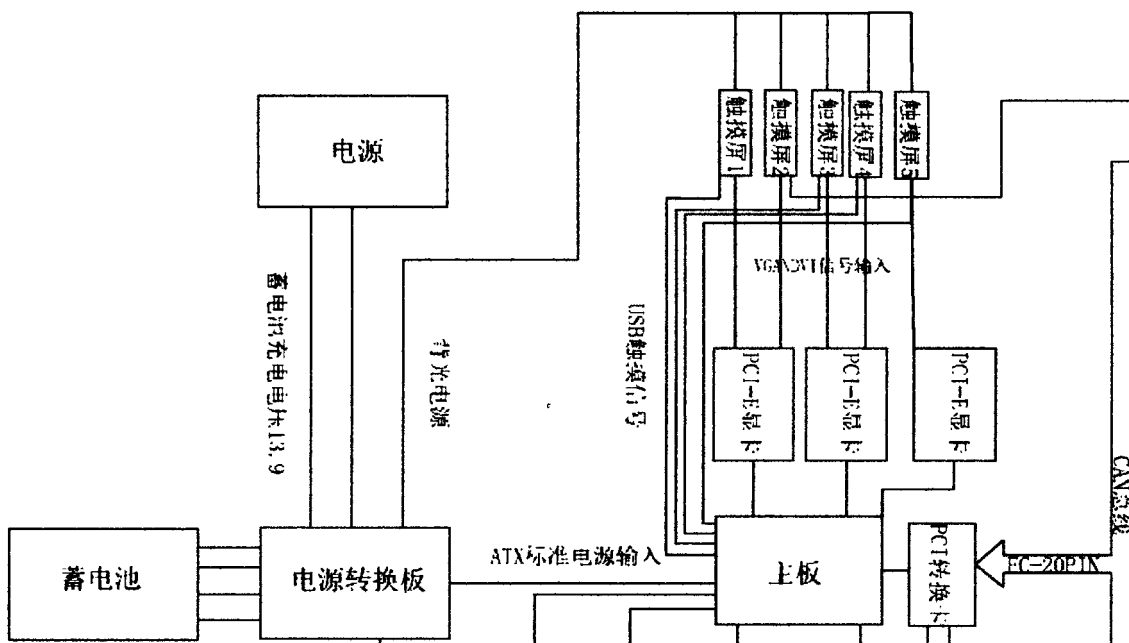 电源
触摸屏1
触摸屏2
触摸屏3
触摸屏4
触摸屏5
VGA\DVI信号输入
蓄电池充电电压13.9
背光电源
USB触摸信号
PCI-E显卡
PCI-E显卡
PCI-E显卡
CAN总线
蓄电池
电源转换板
ATX标准电源输入
主板
PCI转换卡
FC-20PIN